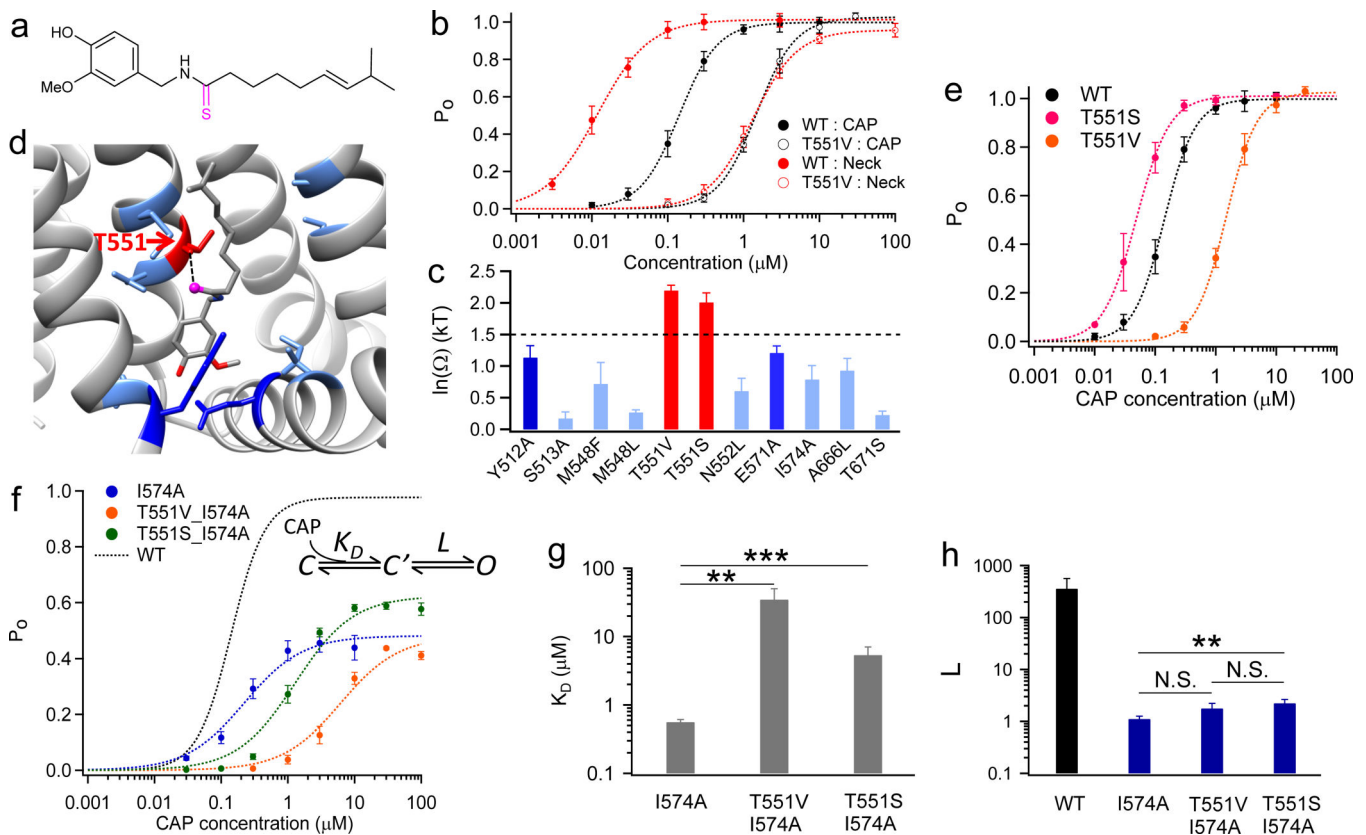 a
HO
MeO
H
N
S
b
P₀
1.0
0.8
0.6
0.4
0.2
0.0
WT : CAP
T551V : CAP
WT : Neck
T551V : Neck
0.001 0.01 0.1 1 10 100
Concentration (μM)
c
ln(Ω) (kT)
2.5
2.0
1.5
1.0
0.5
0.0
Y512A
S513A
M548F
M548L
T551V
T551S
N552L
E571A
I574A
A666L
T671S
d
T551
e
P₀
1.0
0.8
0.6
0.4
0.2
0.0
WT
T551S
T551V
0.001 0.01 0.1 1 10 100
CAP concentration (μM)
f
P₀
1.0
0.8
0.6
0.4
0.2
0.0
I574A
T551V_I574A
T551S_I574A
WT
CAP
K_D L
C C' O
0.001 0.01 0.1 1 10 100
CAP concentration (μM)
g
K_D (μM)
100
10
1
0.1
***
**
I574A
T551V I574A
T551S I574A
h
L
1000
100
10
1
0.1
**
N.S. N.S.
WT
I574A
T551V I574A
T551S I574A